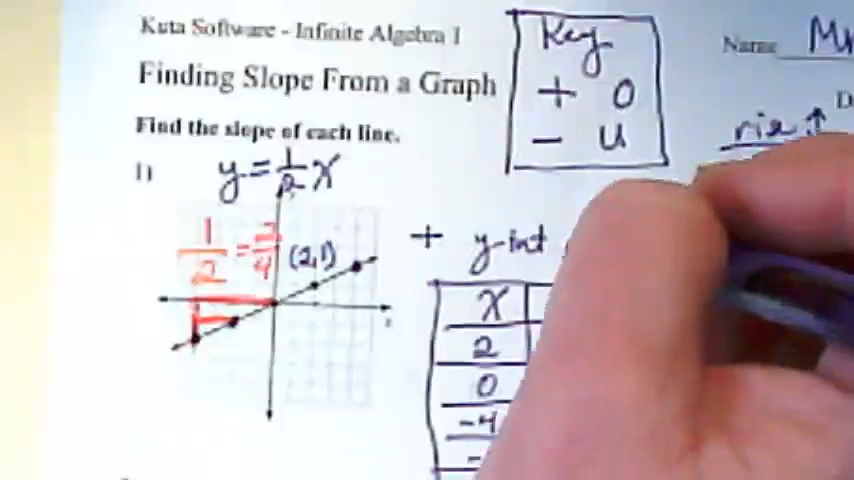 Kuta Software - Infinite Algebra 1
Key
Name
Finding Slope From a Graph
+ 0
- u
rise ↑
Find the slope of each line.
1)
y = 1/2 x
1/2 = 2/4
(2,1)
+ y-int
x
2
0
-4
-